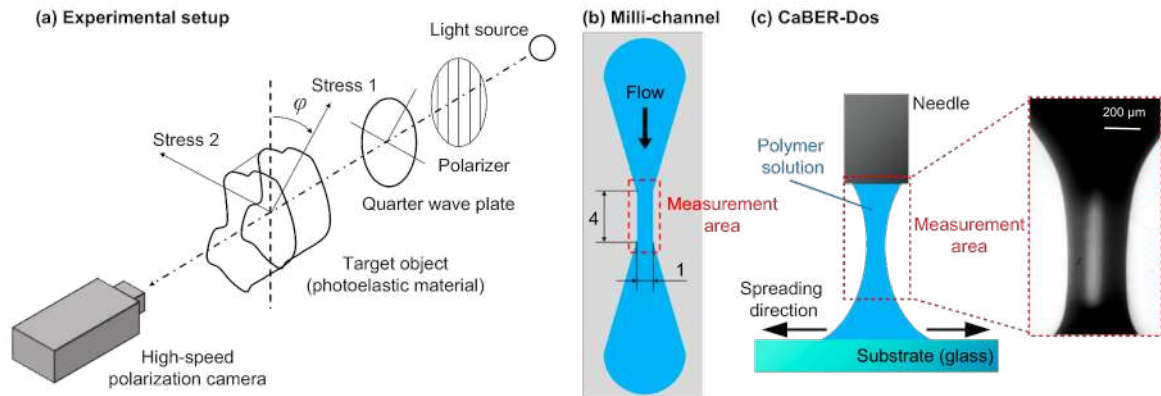 (a) Experimental setup
Light source
Stress 1
φ
Stress 2
Polarizer
Quarter wave plate
Target object
(photoelastic material)
High-speed
polarization camera
(b) Milli-channel
Flow
Measurement
area
4
1
(c) CaBER-Dos
Needle
200 μm
Polymer
solution
Measurement
area
Spreading
direction
Substrate (glass)